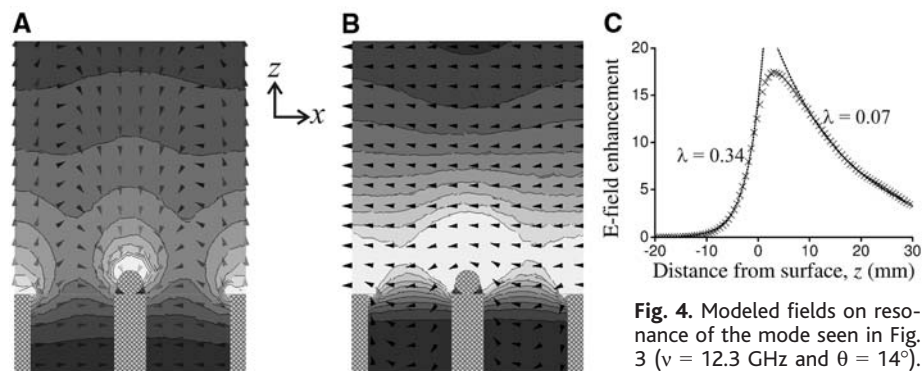 A
B
C
z
x
E-field enhancement
20
15
10
5
0
λ = 0.34
λ = 0.07
-20 -10 0 10 20 30
Distance from surface, z (mm)
Fig. 4. Modeled fields on reso-
nance of the mode seen in Fig.
3 (ν = 12.3 GHz and θ = 14°).